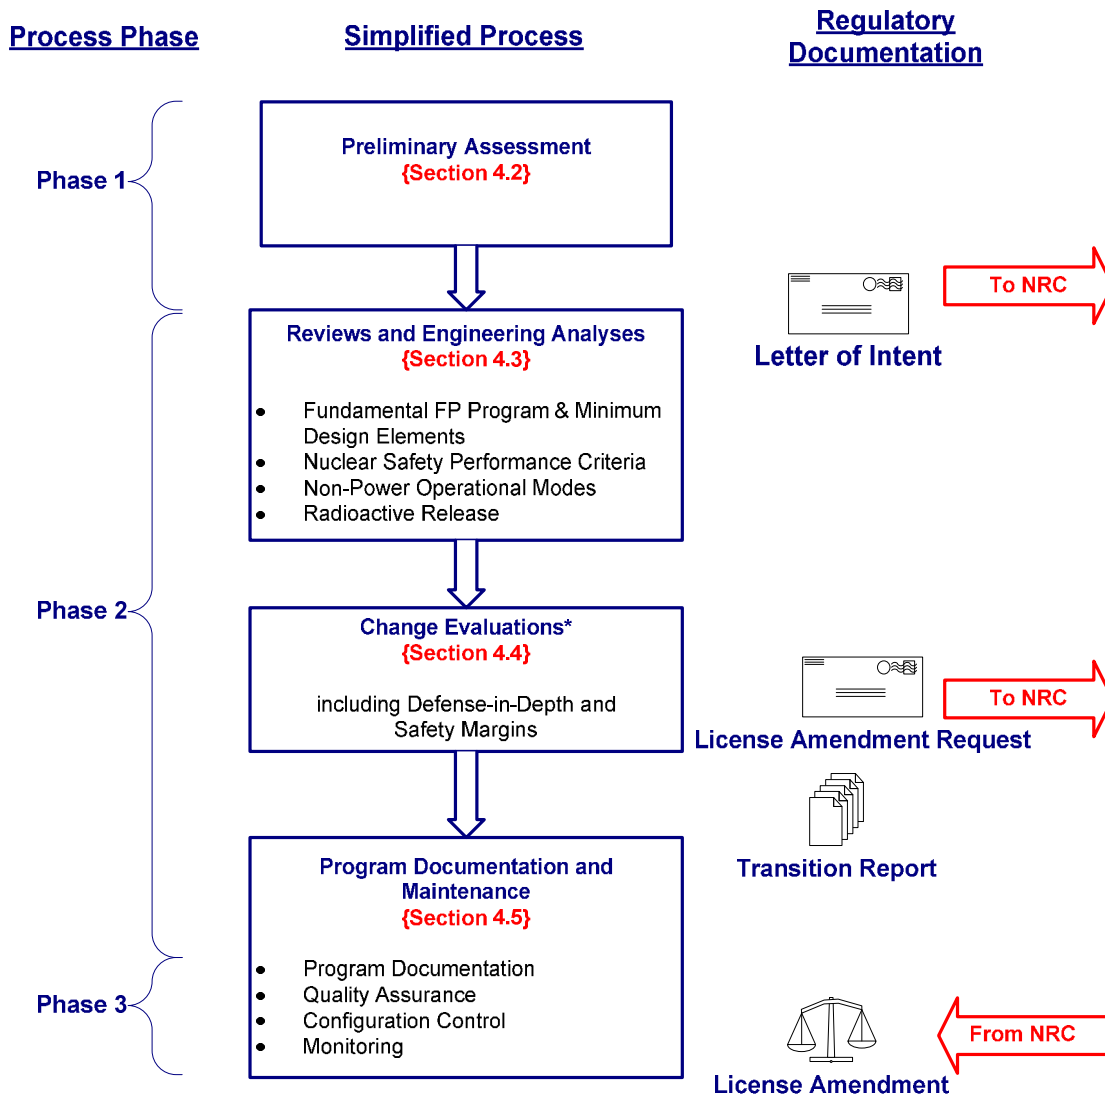 Process Phase
Simplified Process
Regulatory
Documentation
Phase 1
Preliminary Assessment
{Section 4.2}
To NRC
Letter of Intent
Phase 2
Reviews and Engineering Analyses
{Section 4.3}
• Fundamental FP Program & Minimum
Design Elements
• Nuclear Safety Performance Criteria
• Non-Power Operational Modes
• Radioactive Release
Change Evaluations*
{Section 4.4}
including Defense-in-Depth and
Safety Margins
To NRC
License Amendment Request
Transition Report
Program Documentation and
Maintenance
{Section 4.5}
Phase 3
• Program Documentation
• Quality Assurance
• Configuration Control
• Monitoring
From NRC
License Amendment